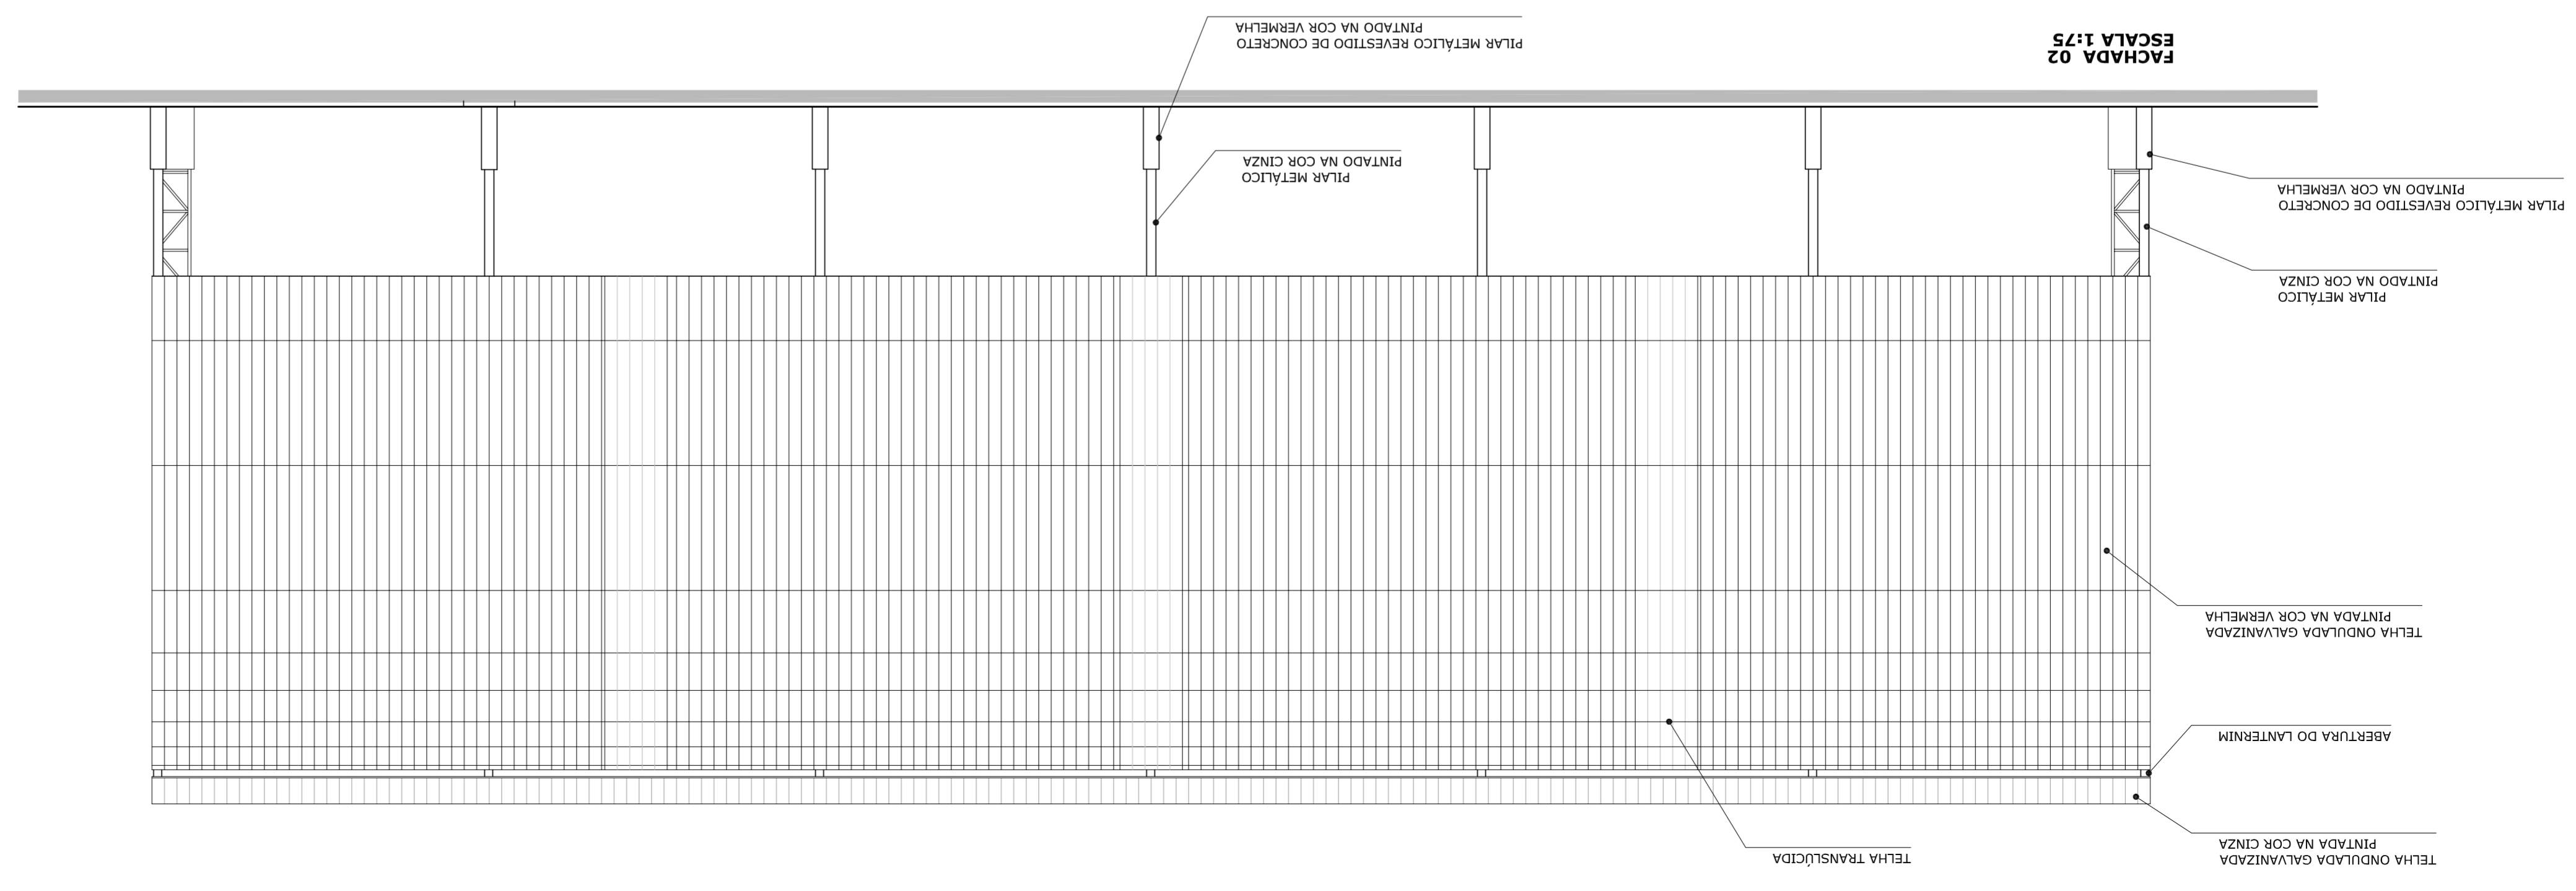 TELHA ONDULADA GALVANIZADA
PINTADA NA COR CINZA
TELHA TRANSLÚCIDA
ABERTURA DO LANTERNIM
TELHA ONDULADA GALVANIZADA
PINTADA NA COR VERMELHA
PILAR METÁLICO
PINTADO NA COR CINZA
PILAR METÁLICO REVESTIDO DE CONCRETO
PINTADO NA COR VERMELHA
PILAR METÁLICO
PINTADO NA COR CINZA
FACHADA 02
ESCALA 1:75
PILAR METÁLICO REVESTIDO DE CONCRETO
PINTADO NA COR VERMELHA